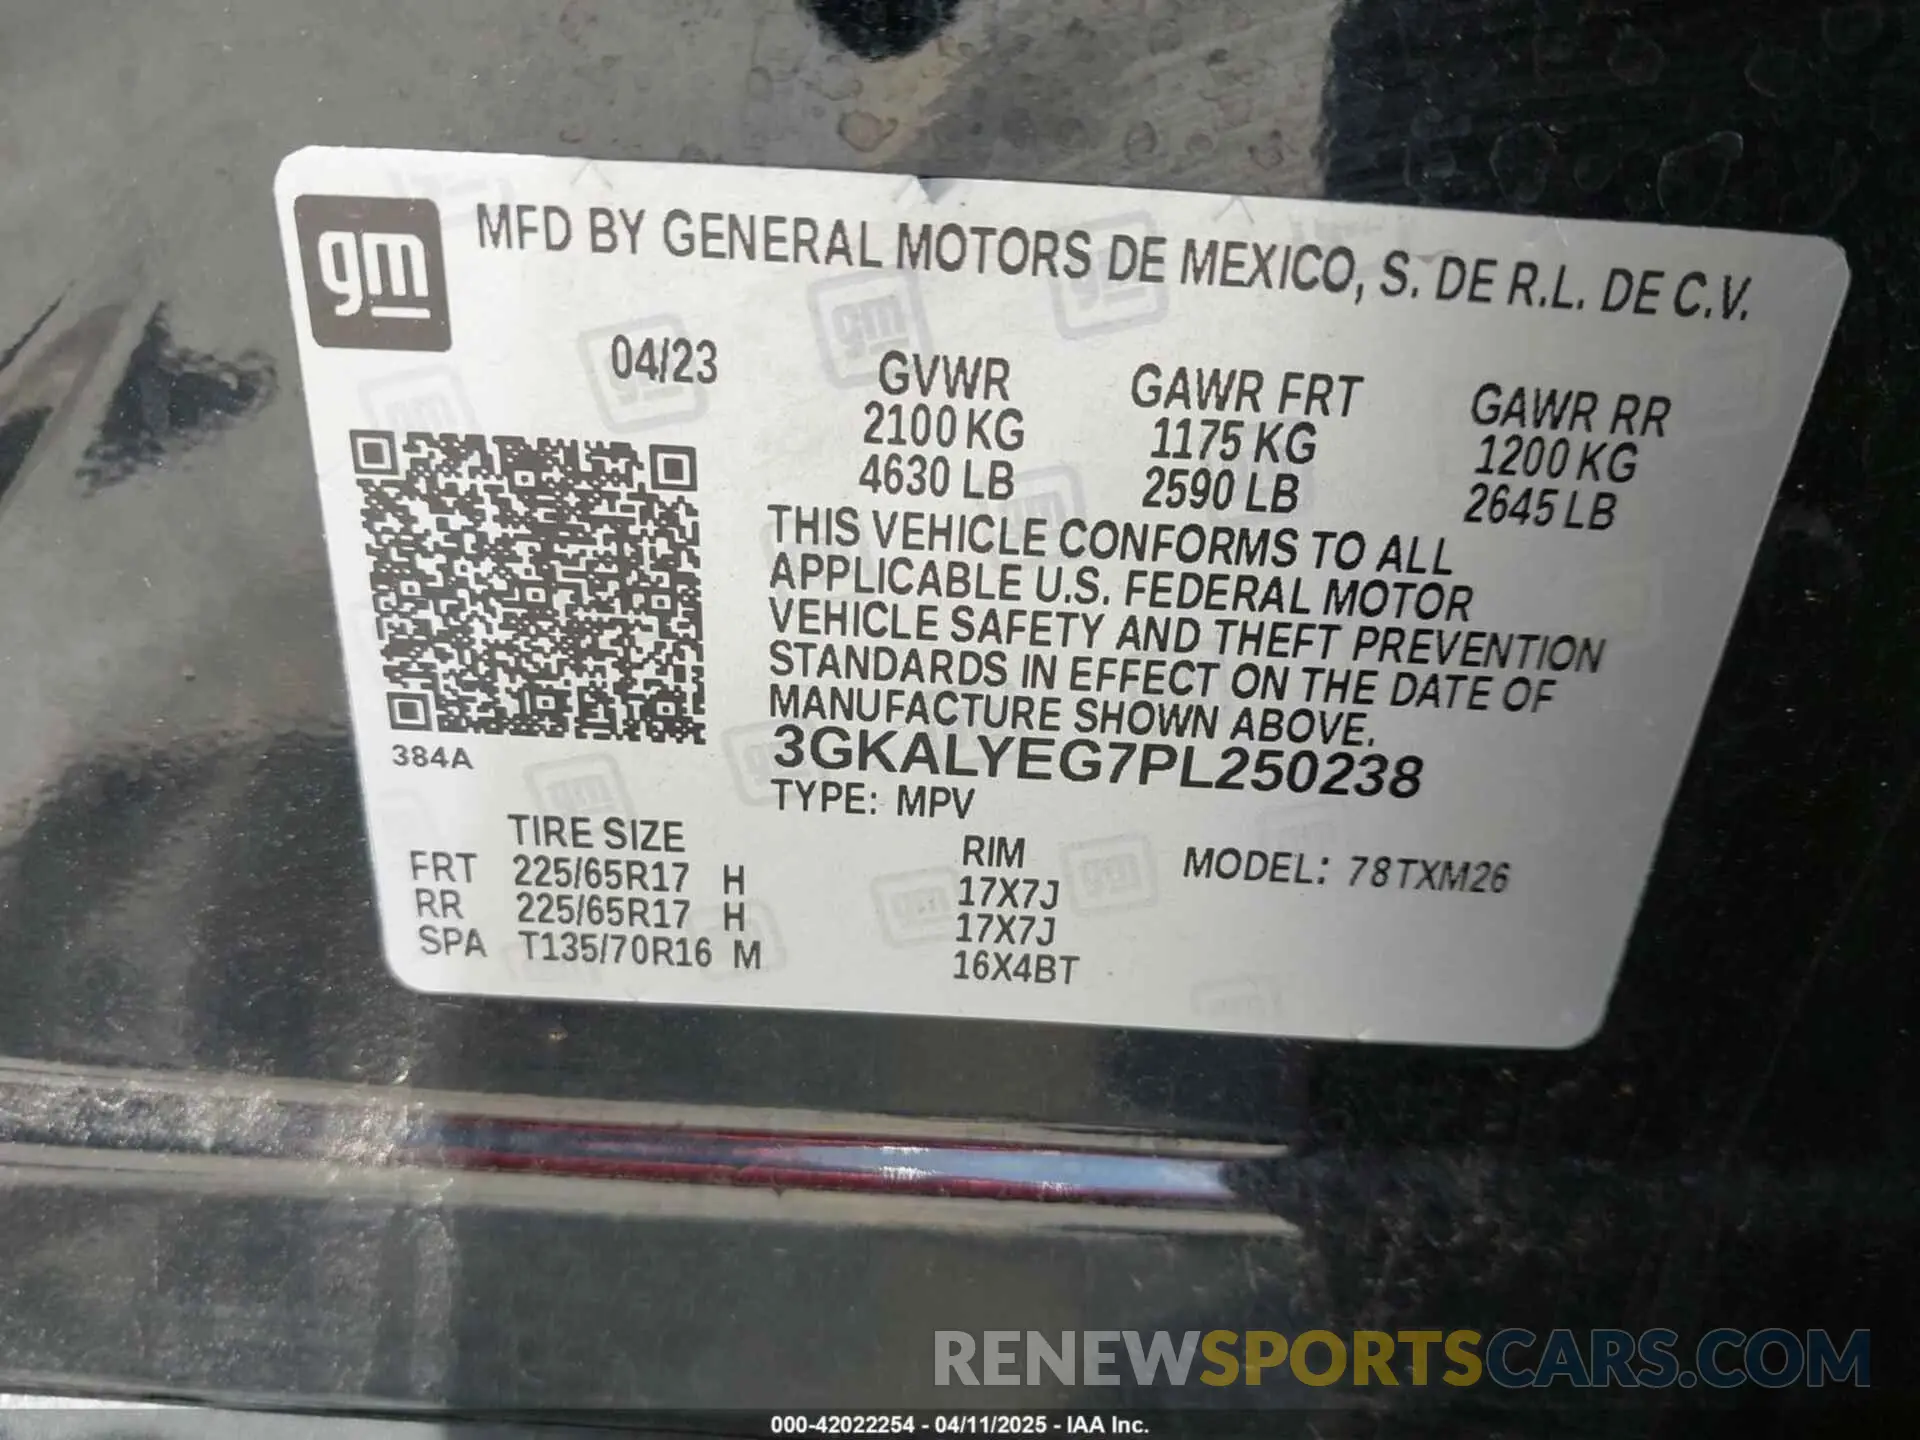 gm
MFD BY GENERAL MOTORS DE MEXICO, S. DE R.L. DE C.V.
04/23 GVWR GAWR FRT GAWR RR
2100 KG 1175 KG 1200 KG
4630 LB 2590 LB 2645 LB
THIS VEHICLE CONFORMS TO ALL
APPLICABLE U.S. FEDERAL MOTOR
VEHICLE SAFETY AND THEFT PREVENTION
STANDARDS IN EFFECT ON THE DATE OF
MANUFACTURE SHOWN ABOVE.
384A
3GKALYEG7PL250238
TYPE: MPV
TIRE SIZE RIM MODEL: 78TXM26
FRT 225/65R17 H 17X7J
RR 225/65R17 H 17X7J
SPA T135/70R16 M 16X4BT
RENEWSPORTSCARS.COM
000-42022254 - 04/11/2025 - IAA Inc.